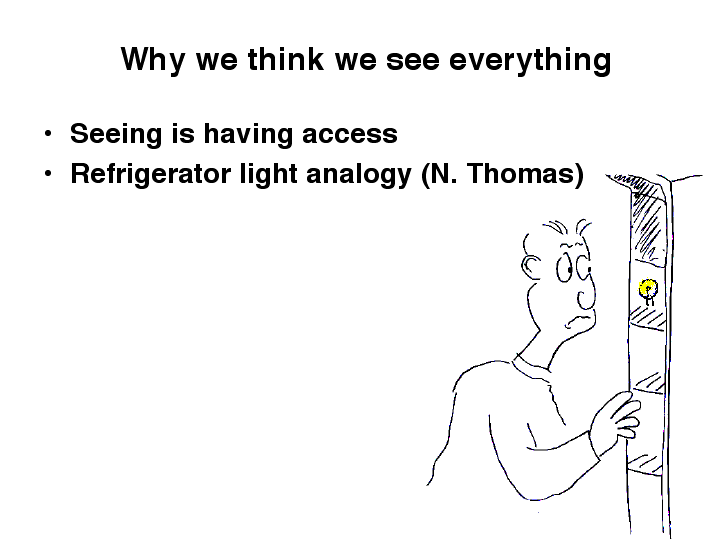 Why we think we see everything
• Seeing is having access
• Refrigerator light analogy (N. Thomas)